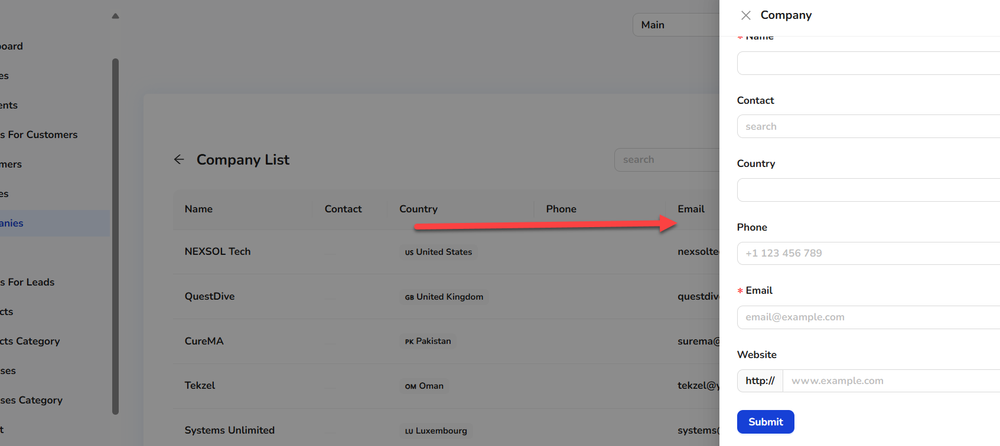 Company
Main
Name
Contact
search
Country
Phone
+1 123 456 789
* Email
email@example.com
Website
http:// www.example.com
Submit
oard
es
ents
s For Customers
mers
es
anies
s For Leads
cts
cts Category
ses
ses Category
t
Company List
search
Name Contact Country Phone Email
NEXSOL Tech US United States nexsolte
QuestDive GB United Kingdom questdiv
CureMA PK Pakistan surema@
Tekzel OM Oman tekzel@y
Systems Unlimited LU Luxembourg systems@